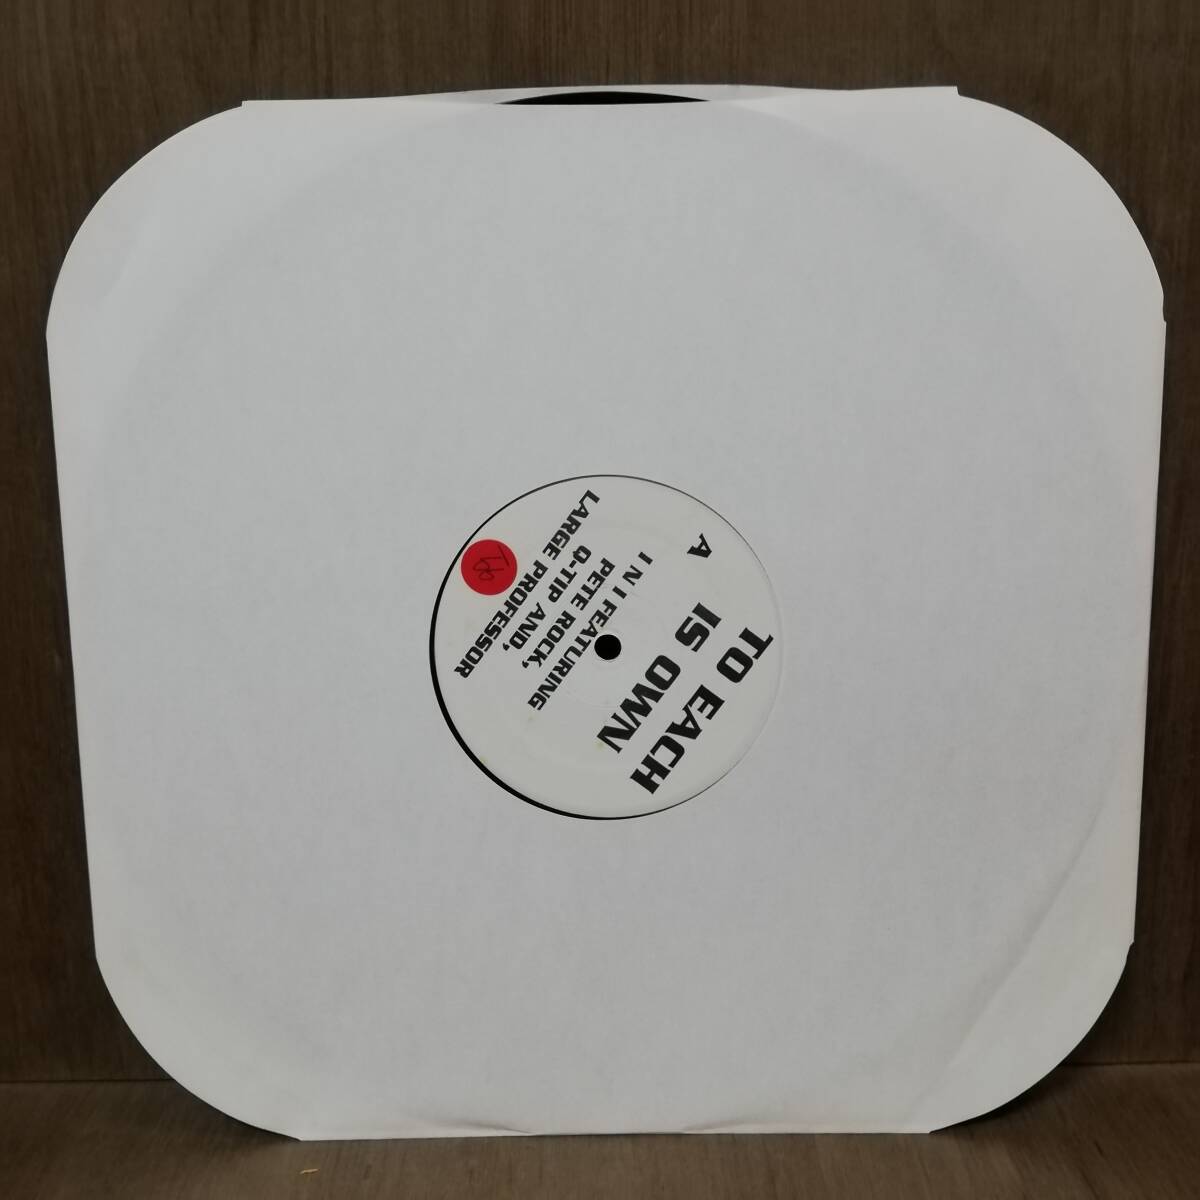 TO EACH
IS OWN
A
I N I FEATURING
PETE ROCK,
Q-TIP AND,
LARGE PROFESSOR